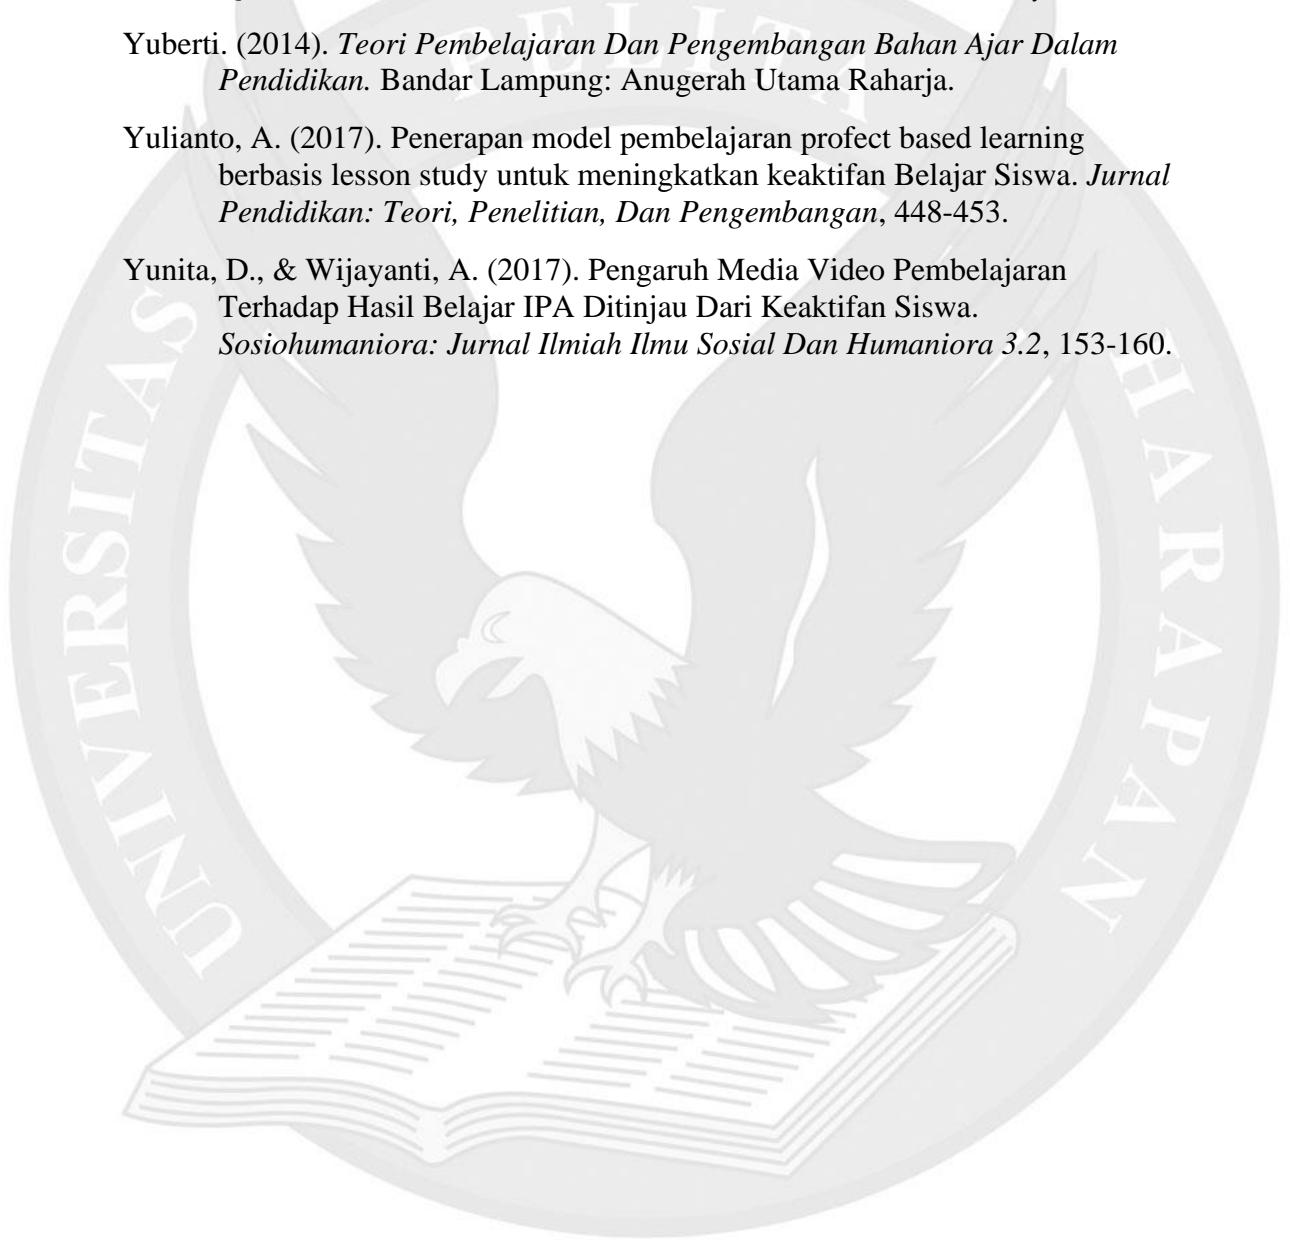 Yuberti. (2014). Teori Pembelajaran Dan Pengembangan Bahan Ajar Dalam
Pendidikan. Bandar Lampung: Anugerah Utama Raharja.
Yulianto, A. (2017). Penerapan model pembelajaran profect based learning
berbasis lesson study untuk meningkatkan keaktifan Belajar Siswa. Jurnal
Pendidikan: Teori, Penelitian, Dan Pengembangan, 448-453.
Yunita, D., & Wijayanti, A. (2017). Pengaruh Media Video Pembelajaran
Terhadap Hasil Belajar IPA Ditinjau Dari Keaktifan Siswa.
Sosiohumaniora: Jurnal Ilmiah Ilmu Sosial Dan Humaniora 3.2, 153-160.
UNIVERSITAS
PELITA
HARAPAN